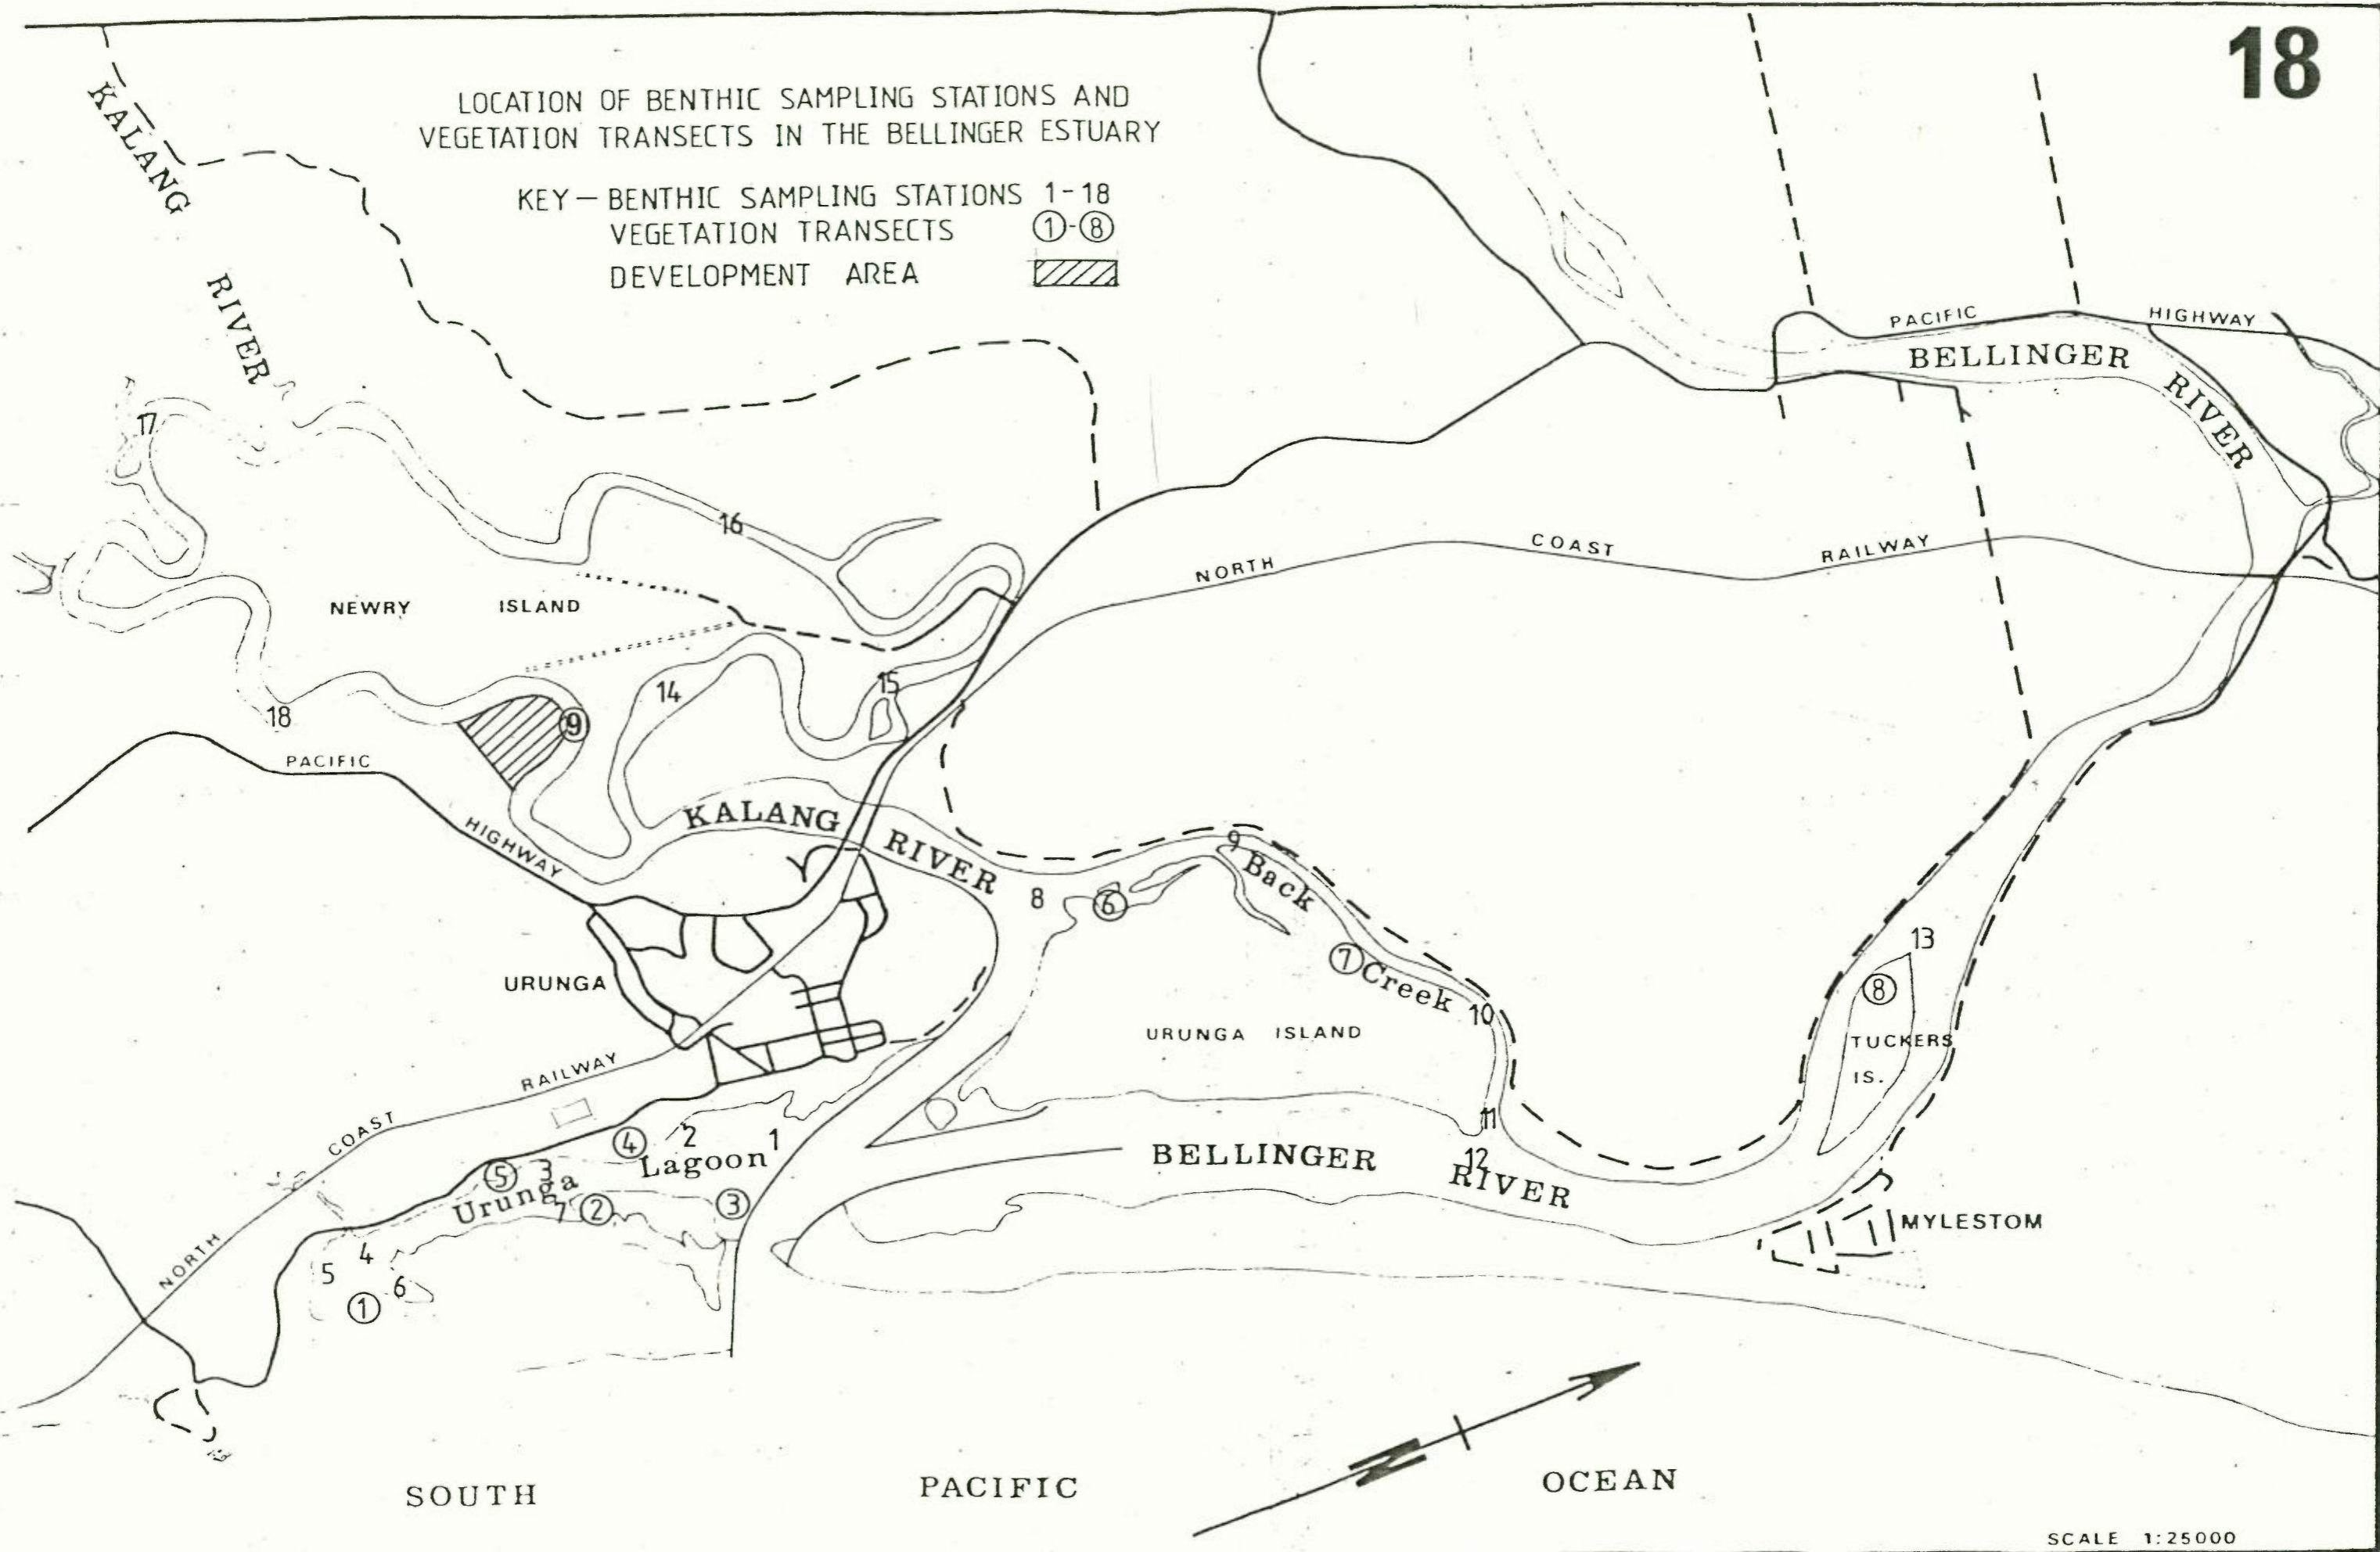 18
LOCATION OF BENTHIC SAMPLING STATIONS AND
VEGETATION TRANSECTS IN THE BELLINGER ESTUARY
KEY — BENTHIC SAMPLING STATIONS 1-18
VEGETATION TRANSECTS ①-⑧
DEVELOPMENT AREA
KALANG
RIVER
PACIFIC HIGHWAY
BELLINGER
RIVER
17
16
NORTH COAST RAILWAY
NEWRY ISLAND
14
15
18
⑨
PACIFIC
HIGHWAY
KALANG
RIVER
8
⑥
9
Back
⑦
Creek
10
13
⑧
TUCKERS
IS.
URUNGA
URUNGA ISLAND
11
12
BELLINGER
RIVER
NORTH COAST RAILWAY
④
2
1
Lagoon
⑤
3
Urunga
7
②
③
4
5
6
①
MYLESTOM
N
SOUTH PACIFIC OCEAN
SCALE 1:25000